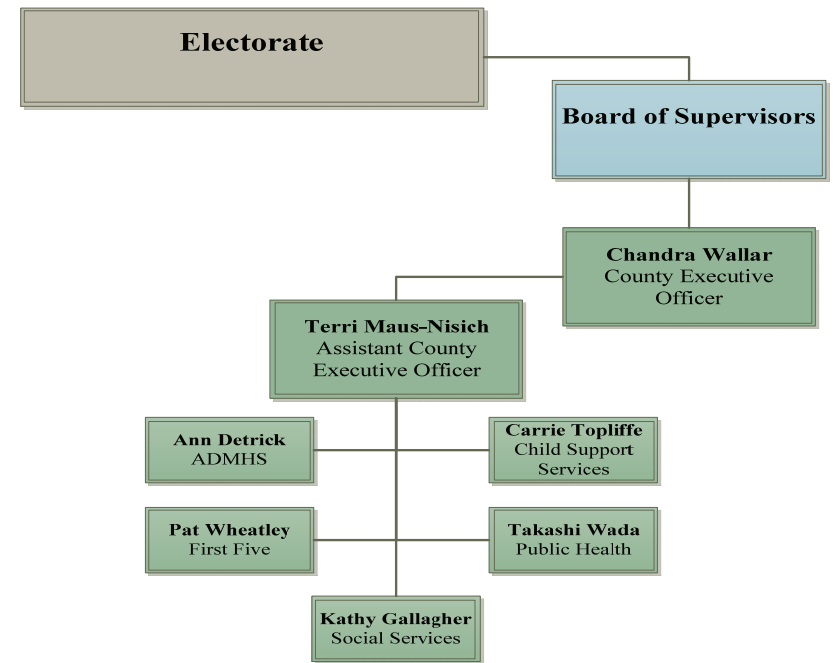 Electorate
Board of Supervisors
Chandra Wallar
County Executive
Officer
Terri Maus-Nisich
Assistant County
Executive Officer
Ann Detrick
ADMHS
Carrie Topliffe
Child Support
Services
Pat Wheatley
First Five
Takashi Wada
Public Health
Kathy Gallagher
Social Services